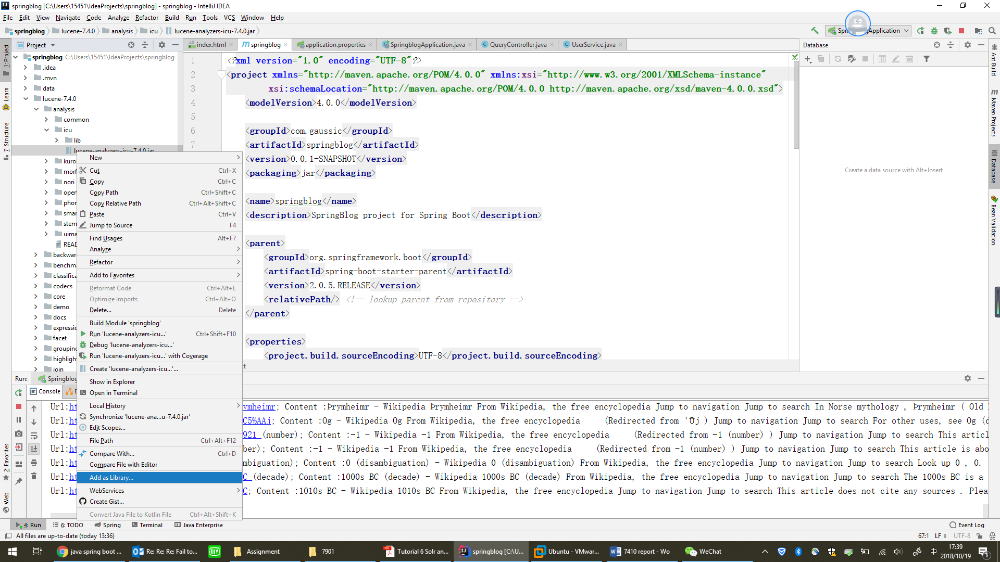 springblog [C:\Users\15451\IdeaProjects\springblog] - springblog - IntelliJ IDEA
File Edit View Navigate Code Analyze Refactor Build Run Tools VCS Window Help
springblog lucene-7.4.0 analysis icu lucene-analyzers-icu-7.4.0.jar
Project
index.html springblog application.properties SpringblogApplication.java QueryController.java UserService.java
Database
springblog C:\Users\15451\IdeaProjects\springblog
.idea
.mvn
data
lucene-7.4.0
analysis
common
icu
lib
lucene-analyzers-icu-7.4.0.jar
nori
READ
backwar
benchm
classifica
codecs
core
demo
docs
expressio
facet
grouping
highlight
join
1: Project
Learn
7: Structure
2: Favorites
Web
New
Cut Ctrl+X
Copy Ctrl+C
Copy Path Ctrl+Shift+C
Copy Relative Path Ctrl+Alt+Shift+C
Paste Ctrl+V
Jump to Source F4
Find Usages Alt+F7
Analyze
Refactor
Add to Favorites
Reformat Code Ctrl+Alt+L
Optimize Imports Ctrl+Alt+O
Delete... Delete
Build Module 'springblog'
Run 'lucene-analyzers-icu...' Ctrl+Shift+F10
Debug 'lucene-analyzers-icu...'
Run 'lucene-analyzers-icu...' with Coverage
Create 'lucene-analyzers-icu...'...
Show in Explorer
Open in Terminal
Local History
Synchronize 'lucene-ana...u-7.4.0.jar'
Edit Scopes...
File Path Ctrl+Alt+F12
Compare With... Ctrl+D
Compare File with Editor
Add as Library...
WebServices
Create Gist...
Convert Java File to Kotlin File Ctrl+Alt+Shift+K
1 <?xml version="1.0" encoding="UTF-8"?>
2 <project xmlns="http://maven.apache.org/POM/4.0.0" xmlns:xsi="http://www.w3.org/2001/XMLSchema-instance"
3 xsi:schemaLocation="http://maven.apache.org/POM/4.0.0 http://maven.apache.org/xsd/maven-4.0.0.xsd">
4 <modelVersion>4.0.0</modelVersion>
5
6 <groupId>com.gaussic</groupId>
7 <artifactId>springblog</artifactId>
<version>0.0.1-SNAPSHOT</version>
<packaging>jar</packaging>
<name>springblog</name>
<description>SpringBlog project for Spring Boot</description>
<parent>
<groupId>org.springframework.boot</groupId>
<artifactId>spring-boot-starter-parent</artifactId>
<version>2.0.5.RELEASE</version>
<relativePath/> <!-- lookup parent from repository -->
</parent>
<properties>
<project.build.sourceEncoding>UTF-8</project.build.sourceEncoding>
Create a data source with Alt+Insert
Ant Build
Maven Projects
Database
Bean Validation
Run: Springblog
Console
Url:ht ymheimr; Content :Þrymheimr - Wikipedia Þrymheimr From Wikipedia, the free encyclopedia Jump to navigation Jump to search In Norse mythology , Þrymheimr ( Old
Url:ht C5%AAj; Content :Og - Wikipedia Og From Wikipedia, the free encyclopedia (Redirected from ʻŪj ) Jump to navigation Jump to search For other uses, see Og (d
Url:ht 921 (number); Content :-1 - Wikipedia -1 From Wikipedia, the free encyclopedia (Redirected from -1 (number) ) Jump to navigation Jump to search This articl
Url:ht ber); Content :-1 - Wikipedia -1 From Wikipedia, the free encyclopedia (Redirected from -1 (number) ) Jump to navigation Jump to search This article is abo
Url:ht mbiguation); Content :0 (disambiguation) - Wikipedia 0 (disambiguation) From Wikipedia, the free encyclopedia Jump to navigation Jump to search Look up 0 , 0.
Url:ht C (decade); Content :1000s BC (decade) - Wikipedia 1000s BC (decade) From Wikipedia, the free encyclopedia Jump to navigation Jump to search The 1000s BC is a
Url:ht C; Content :1010s BC - Wikipedia 1010s BC From Wikipedia, the free encyclopedia Jump to navigation Jump to search This article does not cite any sources . Plea
4: Run 6: TODO Spring Terminal Java Enterprise Event Log
All files are up-to-date (today 13:36) 67:1 LF UTF-8
java spring boot ... Re: Re: Re: Fail to... Assignment 7901 Tutorial 6 Solr an... springblog [C:\U... Ubuntu - VMwar... 7410 report - Wo WeChat
中
17:39
2018/10/19